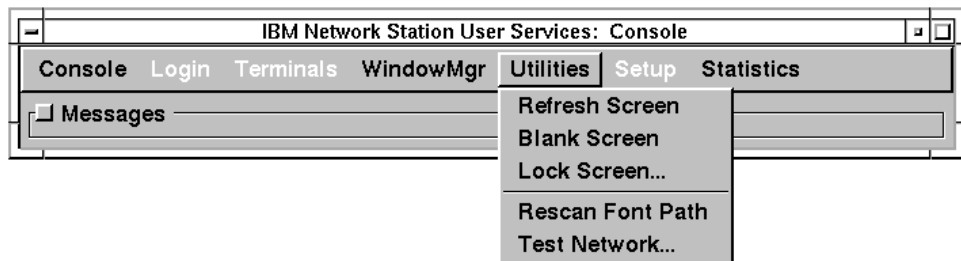 IBM Network Station User Services: Console
Console Login Terminals WindowMgr Utilities Setup Statistics
Messages
Refresh Screen
Blank Screen
Lock Screen...
Rescan Font Path
Test Network...